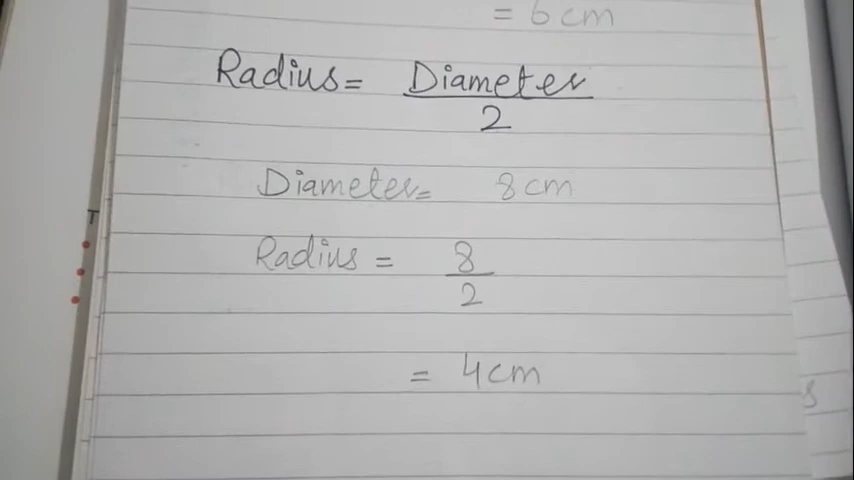 = 6 cm
Radius = Diameter
2
Diameter = 8 cm
Radius = 8
2
= 4 cm
T
s